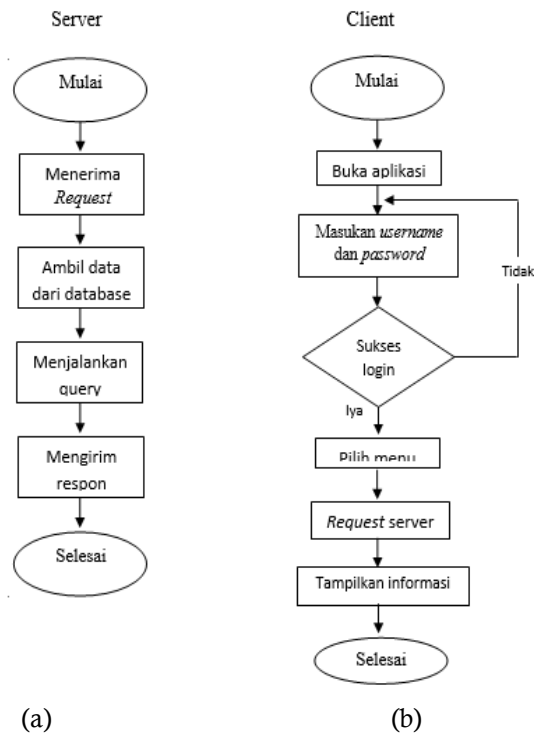 Server
Mulai
Menerima
Request
Ambil data
dari database
Menjalankan
query
Mengirim
respon
Selesai
(a)
Client
Mulai
Buka aplikasi
Masukan username
dan password
Tidak
Sukses
login
Iya
Pilih menu
Request server
Tampilkan informasi
Selesai
(b)